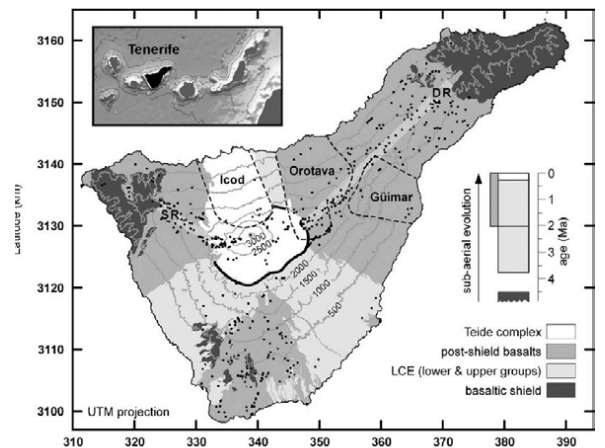 Tenerife
3160
3150
3140
3130
3120
3110
3100
DR
Icod
Orotava
Güimar
SR
3000
2500
2000
1500
1000
500
sub-aerial evolution
0
1
2
3
4
age (Ma)
Teide complex
post-shield basalts
LCE (lower & upper groups)
basaltic shield
UTM projection
310 320 330 340 350 360 370 380 390